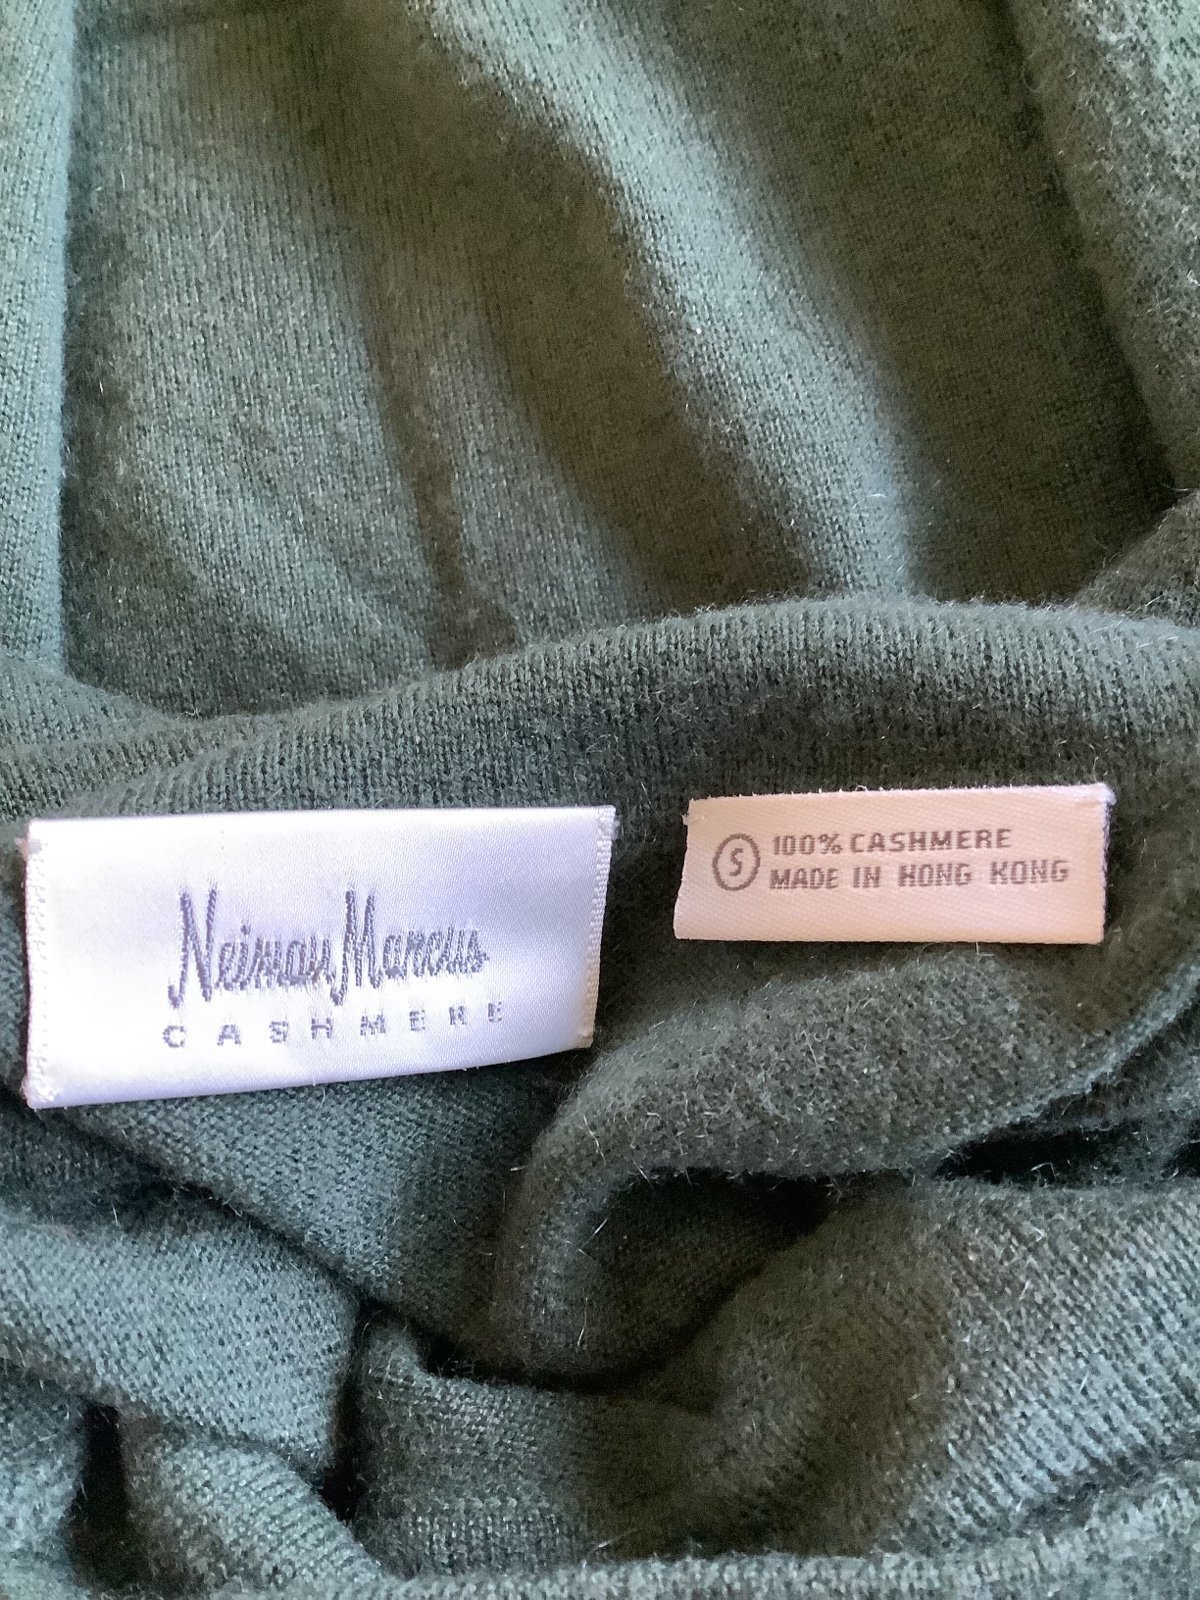 Neiman Marcus
CASHMERE
S 100% CASHMERE
MADE IN HONG KONG